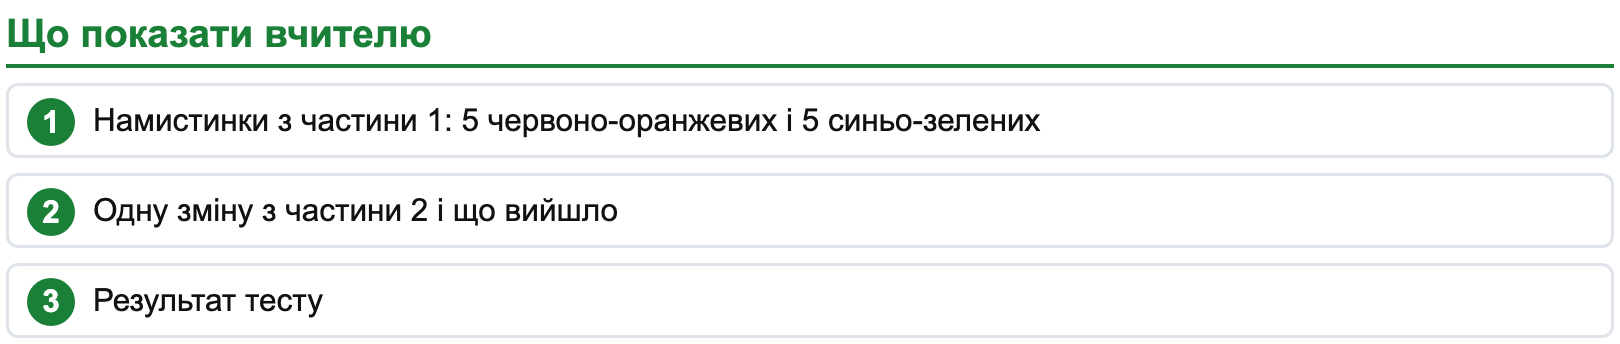 Що показати вчителю
1 Намистинки з частини 1: 5 червоно-оранжевих і 5 синьо-зелених
2 Одну зміну з частини 2 і що вийшло
3 Результат тесту